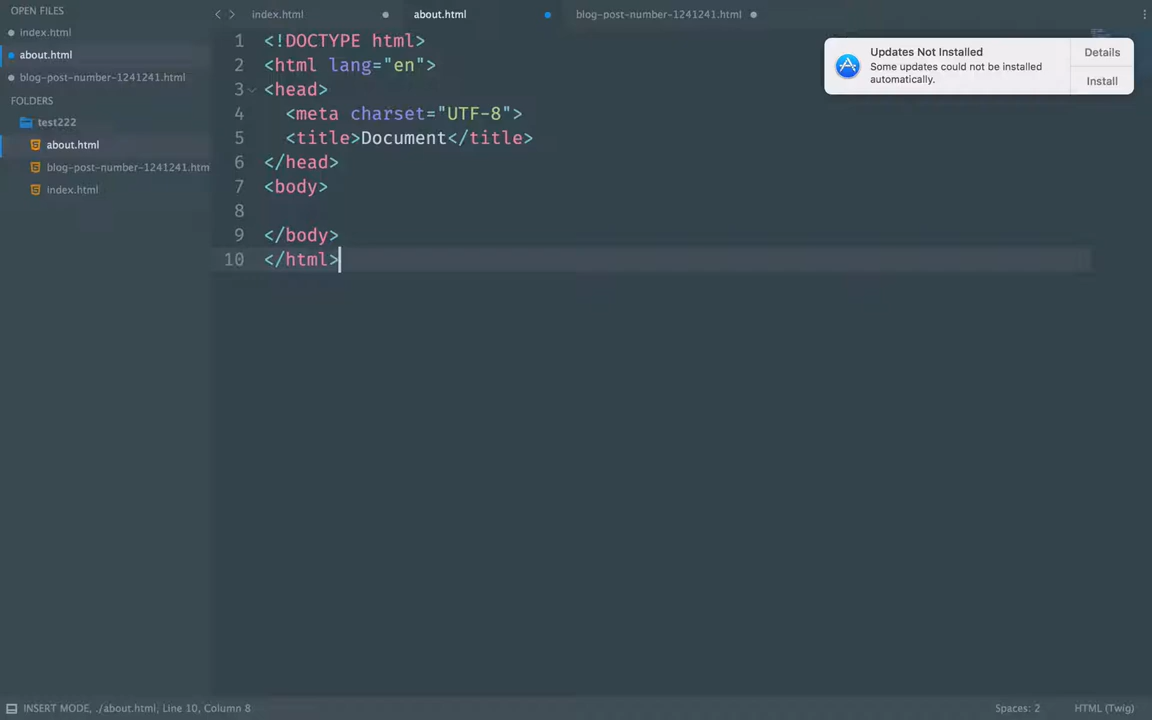 OPEN FILES
index.html
about.html
blog-post-number-1241241.html
FOLDERS
test222
about.html
blog-post-number-1241241.htm
index.html
index.html
about.html
blog-post-number-1241241.html
1 <!DOCTYPE html>
2 <html lang="en">
3 <head>
4 <meta charset="UTF-8">
5 <title>Document</title>
6 </head>
7 <body>
8
9 </body>
10 </html>
Updates Not Installed
Some updates could not be installed
automatically.
Details
Install
INSERT MODE, ./about.html, Line 10, Column 8
Spaces: 2
HTML (Twig)